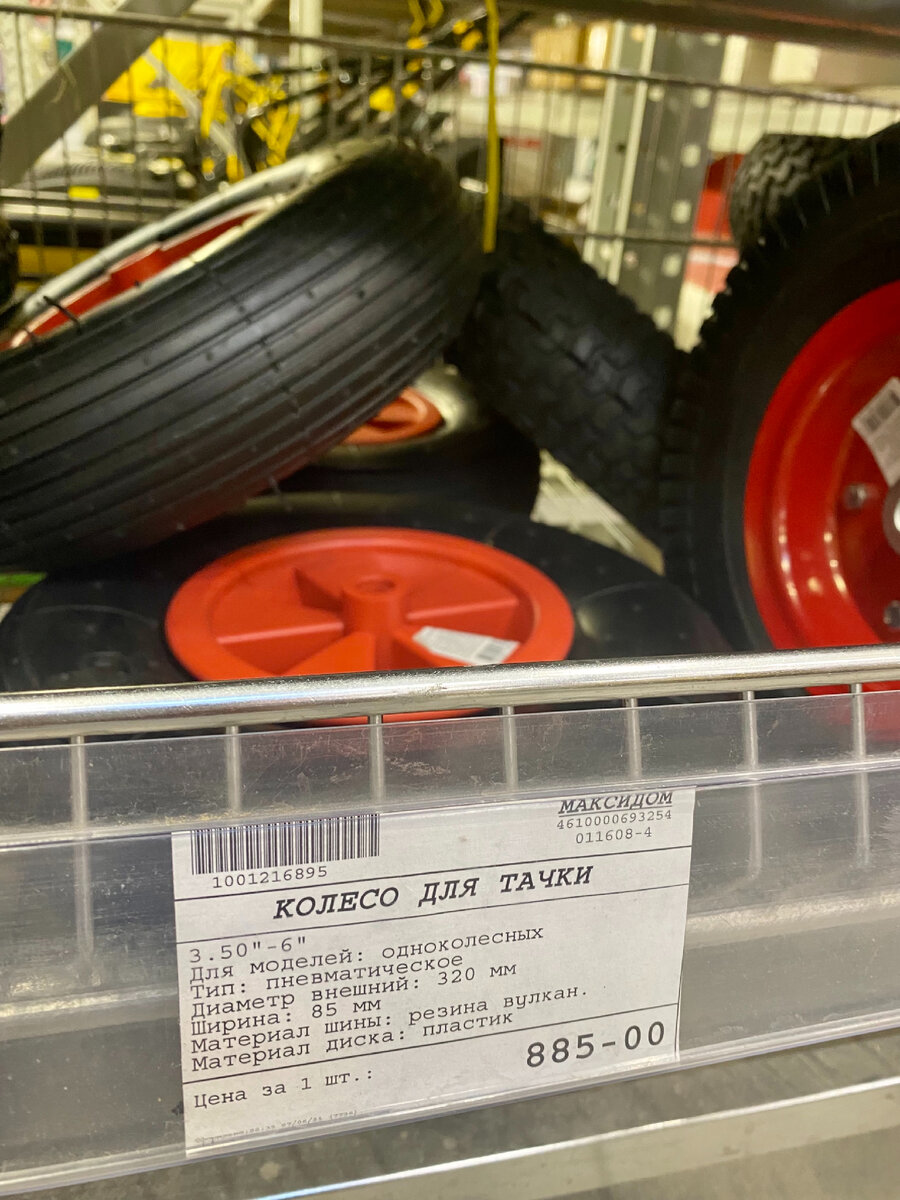 МАКСИДОМ
4610000693254
011608-4
1001216895
КОЛЕСО ДЛЯ ТАЧКИ
3.50"-6"
Для моделей: одноколесных
Тип: пневматическое
Диаметр внешний: 320 мм
Ширина: 85 мм
Материал шины: резина вулкан.
Материал диска: пластик
885-00
Цена за 1 шт.: